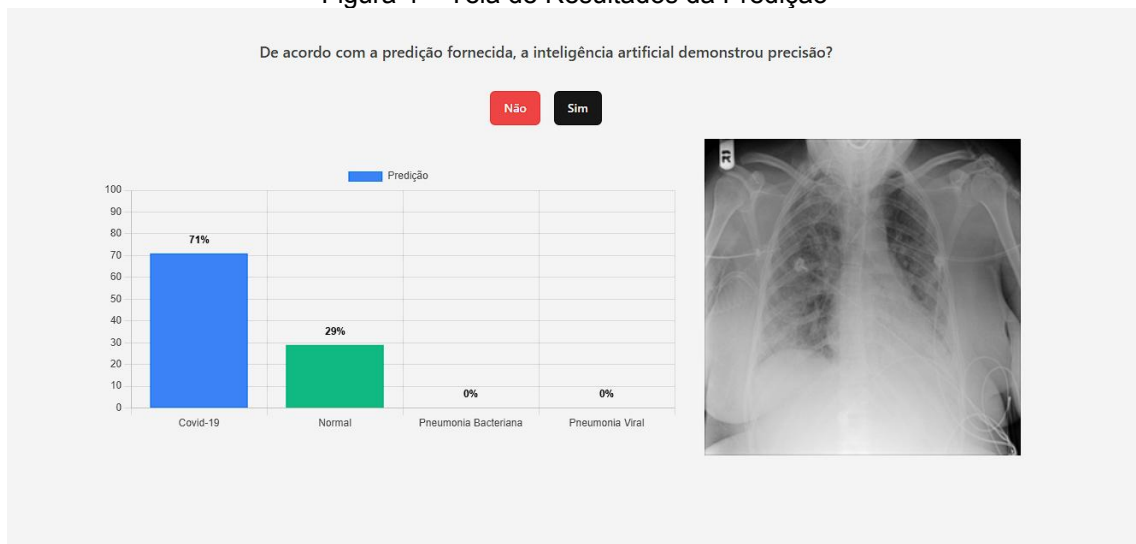 Figura 4 – Tela de Resultados da Predição
De acordo com a predição fornecida, a inteligência artificial demonstrou precisão?
Não Sim
Predição
100
90
80
70
60
50
40
30
20
10
0
71%
29%
0%
0%
Covid-19 Normal Pneumonia Bacteriana Pneumonia Viral
R